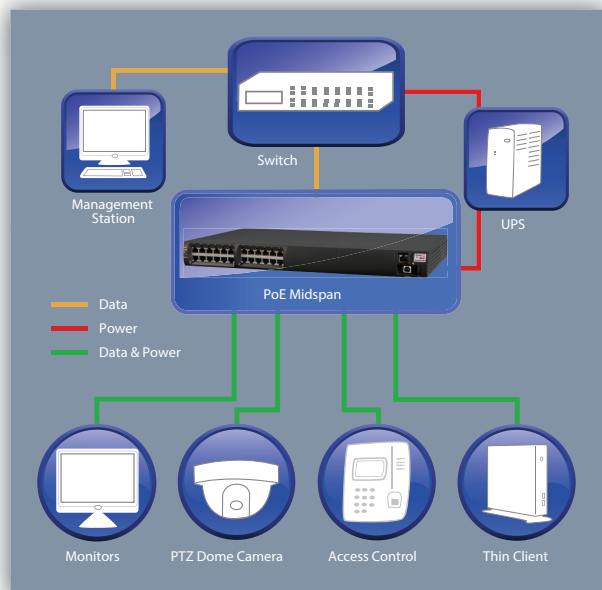 Switch
Management
Station
UPS
PoE Midspan
Data
Power
Data & Power
Monitors
PTZ Dome Camera
Access Control
Thin Client